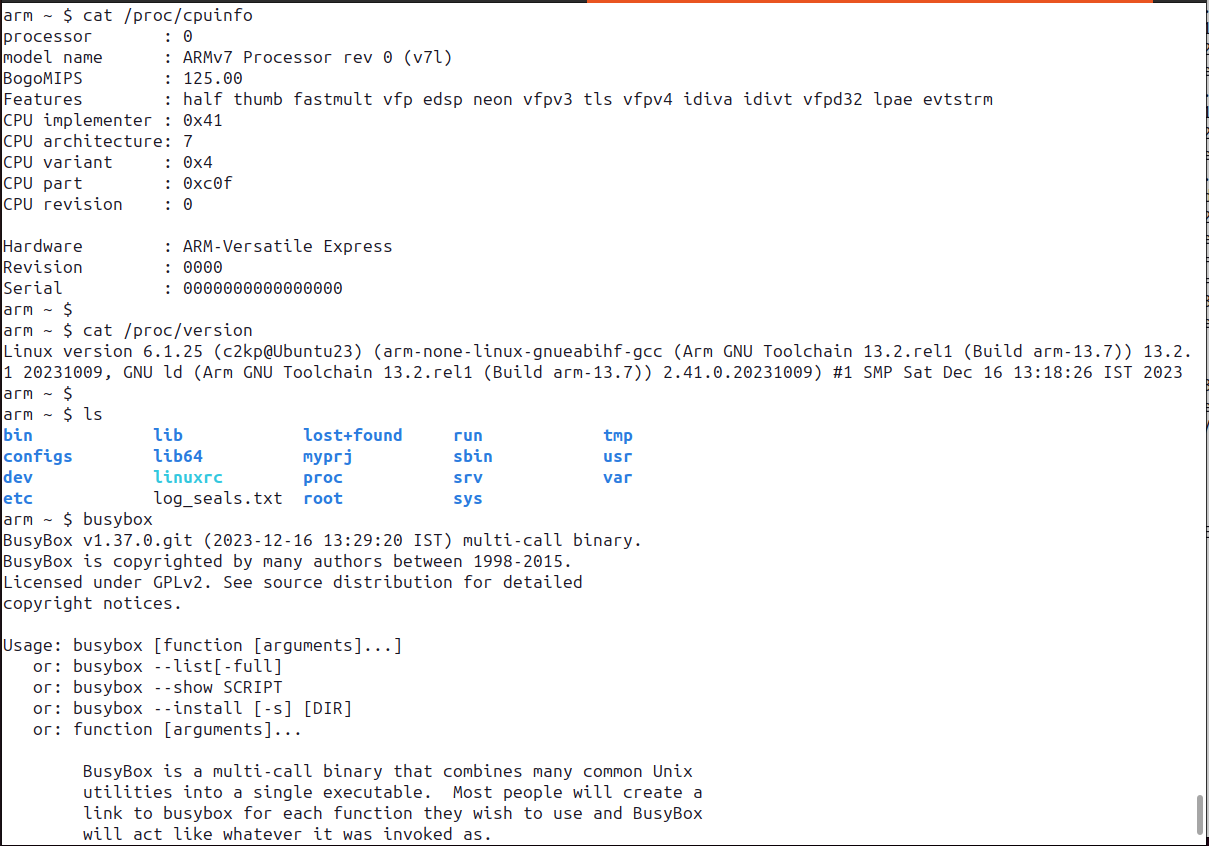 arm ~ $ cat /proc/cpuinfo
processor       : 0
model name      : ARMv7 Processor rev 0 (v7l)
BogoMIPS        : 125.00
Features        : half thumb fastmult vfp edsp neon vfpv3 tls vfpv4 idiva idivt vfpd32 lpae evtstrm
CPU implementer : 0x41
CPU architecture: 7
CPU variant     : 0x4
CPU part        : 0xc0f
CPU revision    : 0

Hardware        : ARM-Versatile Express
Revision        : 0000
Serial          : 0000000000000000
arm ~ $
arm ~ $ cat /proc/version
Linux version 6.1.25 (c2kp@Ubuntu23) (arm-none-linux-gnueabihf-gcc (Arm GNU Toolchain 13.2.rel1 (Build arm-13.7)) 13.2.
1 20231009, GNU ld (Arm GNU Toolchain 13.2.rel1 (Build arm-13.7)) 2.41.0.20231009) #1 SMP Sat Dec 16 13:18:26 IST 2023
arm ~ $
arm ~ $ ls
bin            lib            lost+found     run            tmp
configs        lib64          myprj          sbin           usr
dev            linuxrc        proc           srv            var
etc            log_seals.txt  root           sys
arm ~ $ busybox
BusyBox v1.37.0.git (2023-12-16 13:29:20 IST) multi-call binary.
BusyBox is copyrighted by many authors between 1998-2015.
Licensed under GPLv2. See source distribution for detailed
copyright notices.

Usage: busybox [function [arguments]...]
   or: busybox --list[-full]
   or: busybox --show SCRIPT
   or: busybox --install [-s] [DIR]
   or: function [arguments]...

        BusyBox is a multi-call binary that combines many common Unix
        utilities into a single executable.  Most people will create a
        link to busybox for each function they wish to use and BusyBox
        will act like whatever it was invoked as.